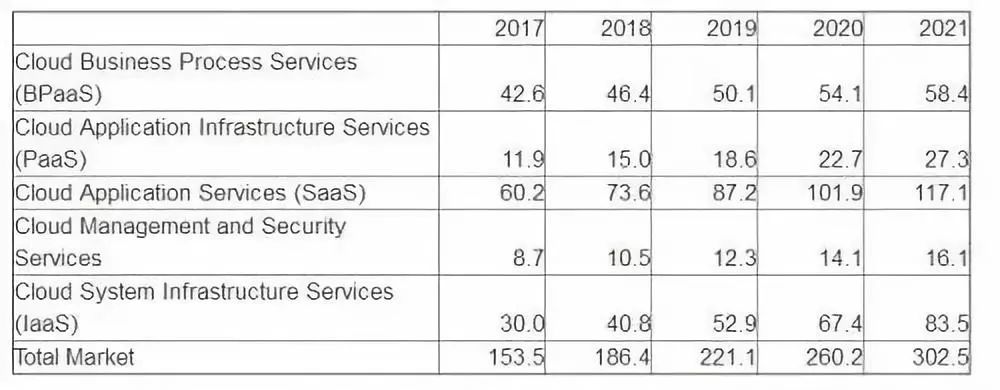 2017 2018 2019 2020 2021
Cloud Business Process Services
(BPaaS) 42.6 46.4 50.1 54.1 58.4
Cloud Application Infrastructure Services
(PaaS) 11.9 15.0 18.6 22.7 27.3
Cloud Application Services (SaaS) 60.2 73.6 87.2 101.9 117.1
Cloud Management and Security
Services 8.7 10.5 12.3 14.1 16.1
Cloud System Infrastructure Services
(IaaS) 30.0 40.8 52.9 67.4 83.5
Total Market 153.5 186.4 221.1 260.2 302.5